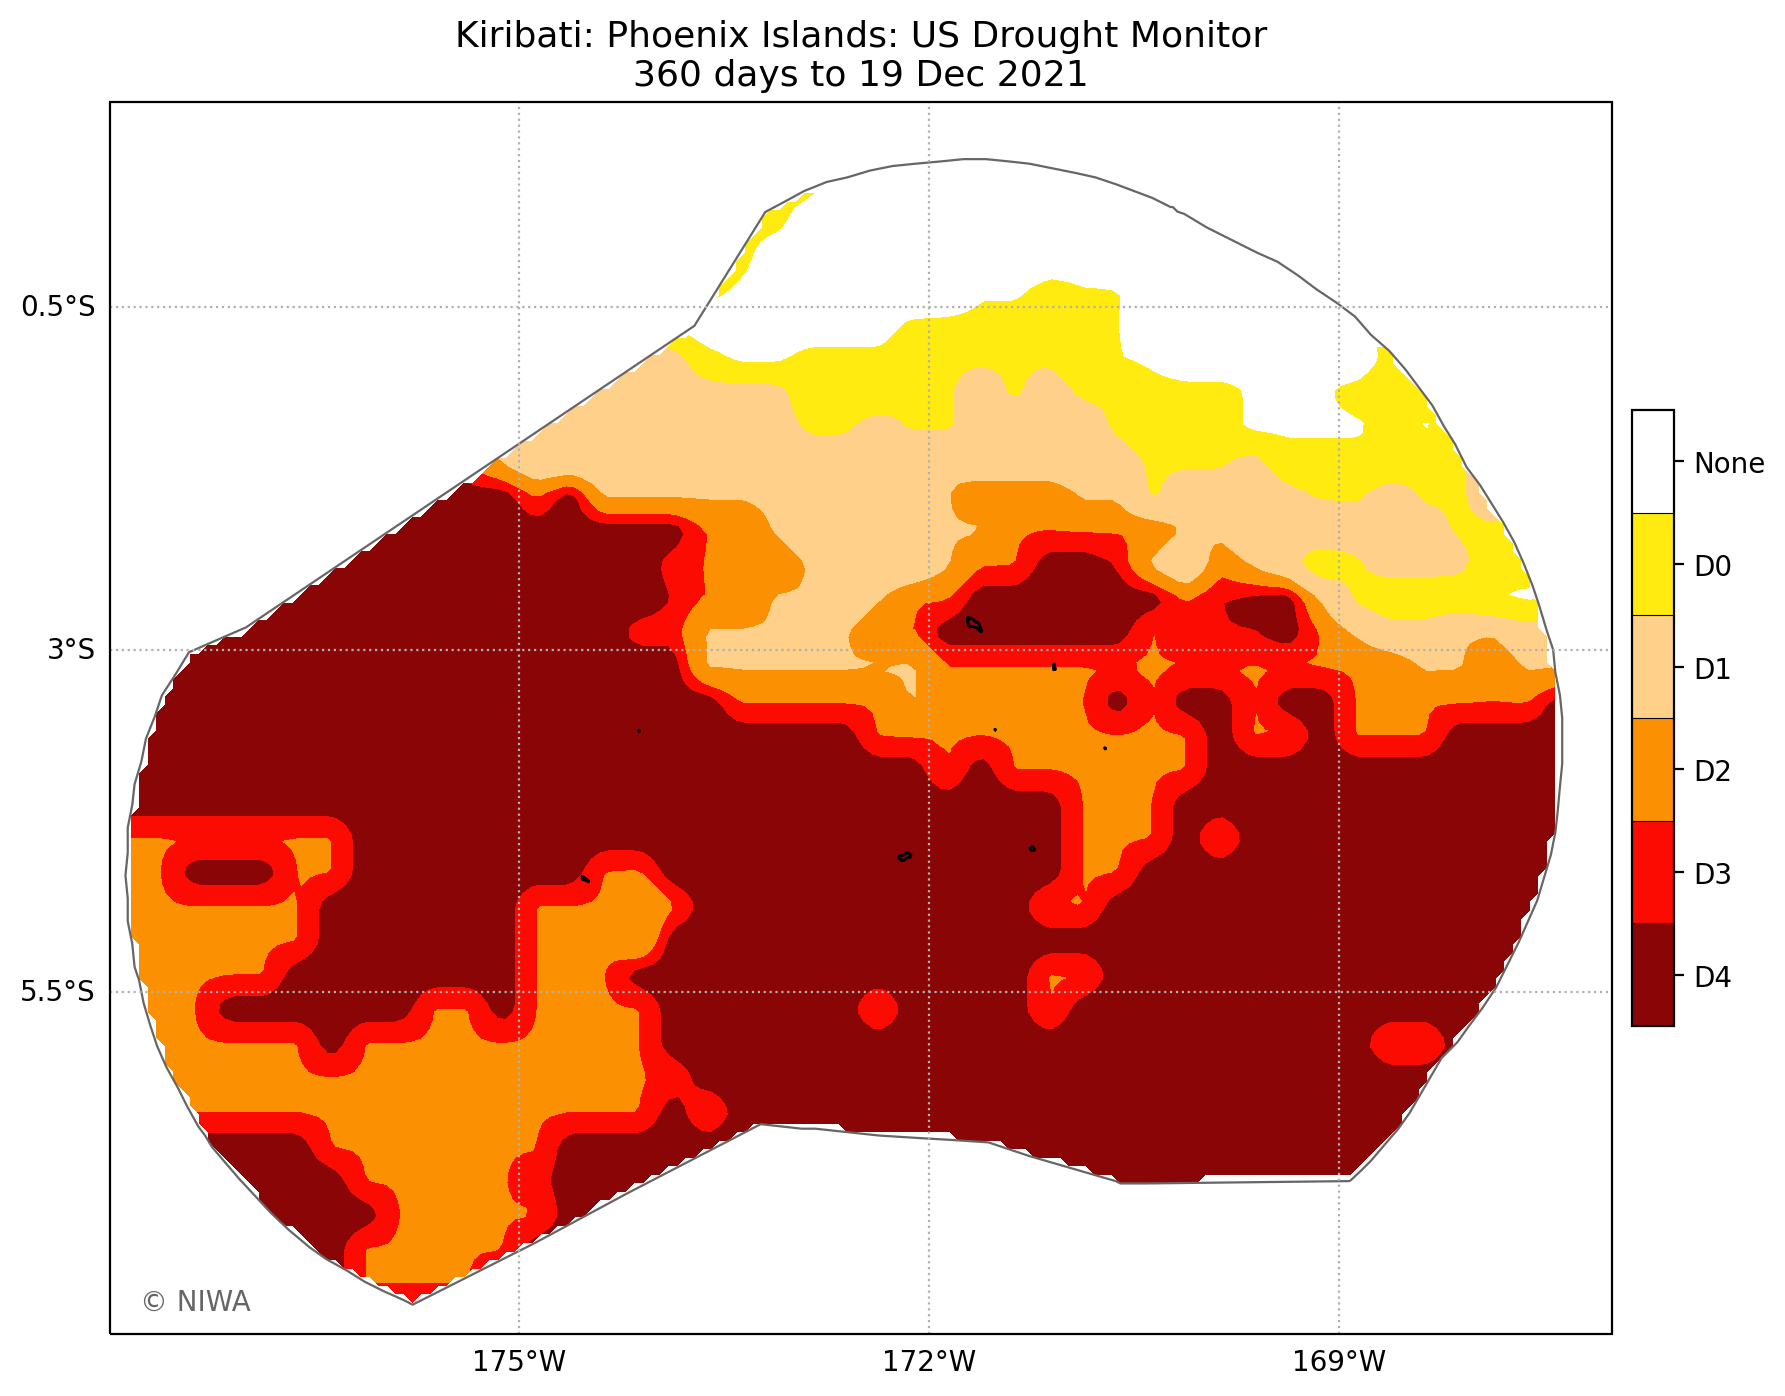 Kiribati: Phoenix Islands: US Drought Monitor
360 days to 19 Dec 2021
0.5°S
3°S
5.5°S
175°W
172°W
169°W
None
D0
D1
D2
D3
D4
© NIWA